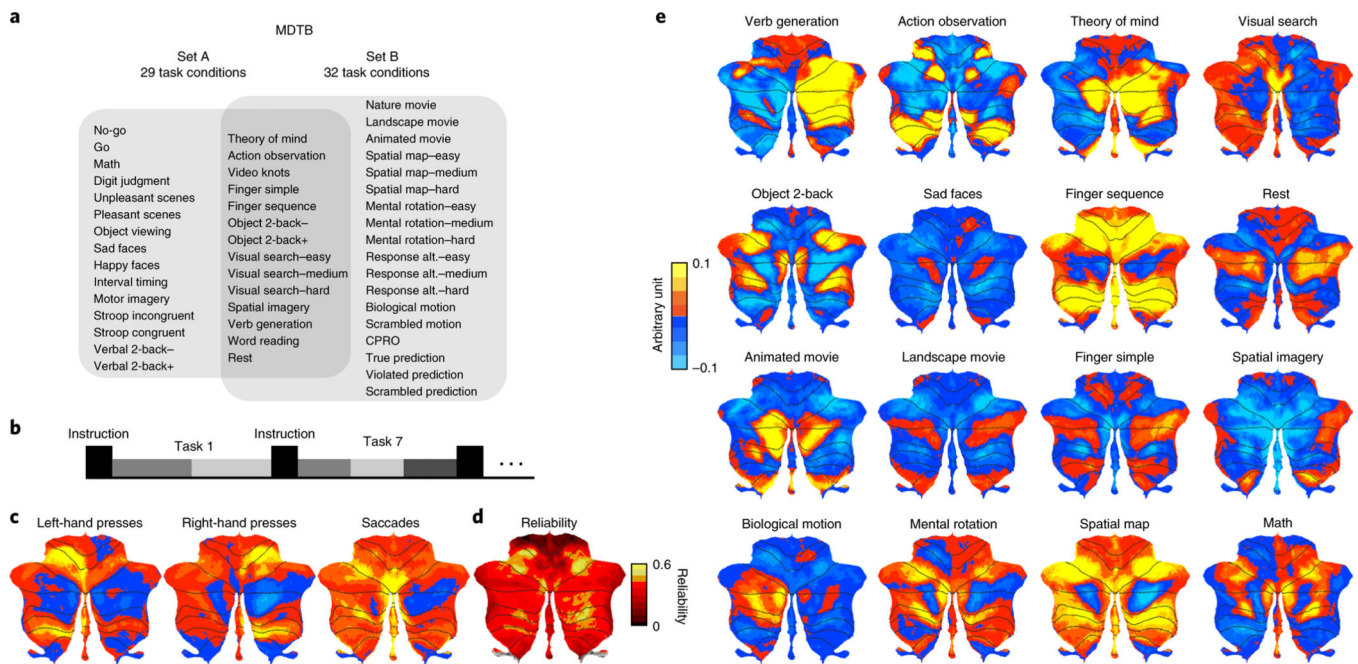 a
MDTB
Set A
29 task conditions
Set B
32 task conditions
No-go
Go
Math
Digit judgment
Unpleasant scenes
Pleasant scenes
Object viewing
Sad faces
Happy faces
Interval timing
Motor imagery
Stroop incongruent
Stroop congruent
Verbal 2-back–
Verbal 2-back+
Theory of mind
Action observation
Video knots
Finger simple
Finger sequence
Object 2-back–
Object 2-back+
Visual search–easy
Visual search–medium
Visual search–hard
Spatial imagery
Verb generation
Word reading
Rest
Nature movie
Landscape movie
Animated movie
Spatial map–easy
Spatial map–medium
Spatial map–hard
Mental rotation–easy
Mental rotation–medium
Mental rotation–hard
Response alt.–easy
Response alt.–medium
Response alt.–hard
Biological motion
Scrambled motion
CPRO
True prediction
Violated prediction
Scrambled prediction
b
Instruction
Task 1
Instruction
Task 7
...
c
Left-hand presses
Right-hand presses
Saccades
d
Reliability
0.6
Reliability
0
e
Verb generation
Action observation
Theory of mind
Visual search
Object 2-back
Sad faces
Finger sequence
Rest
0.1
Arbitrary unit
–0.1
Animated movie
Landscape movie
Finger simple
Spatial imagery
Biological motion
Mental rotation
Spatial map
Math